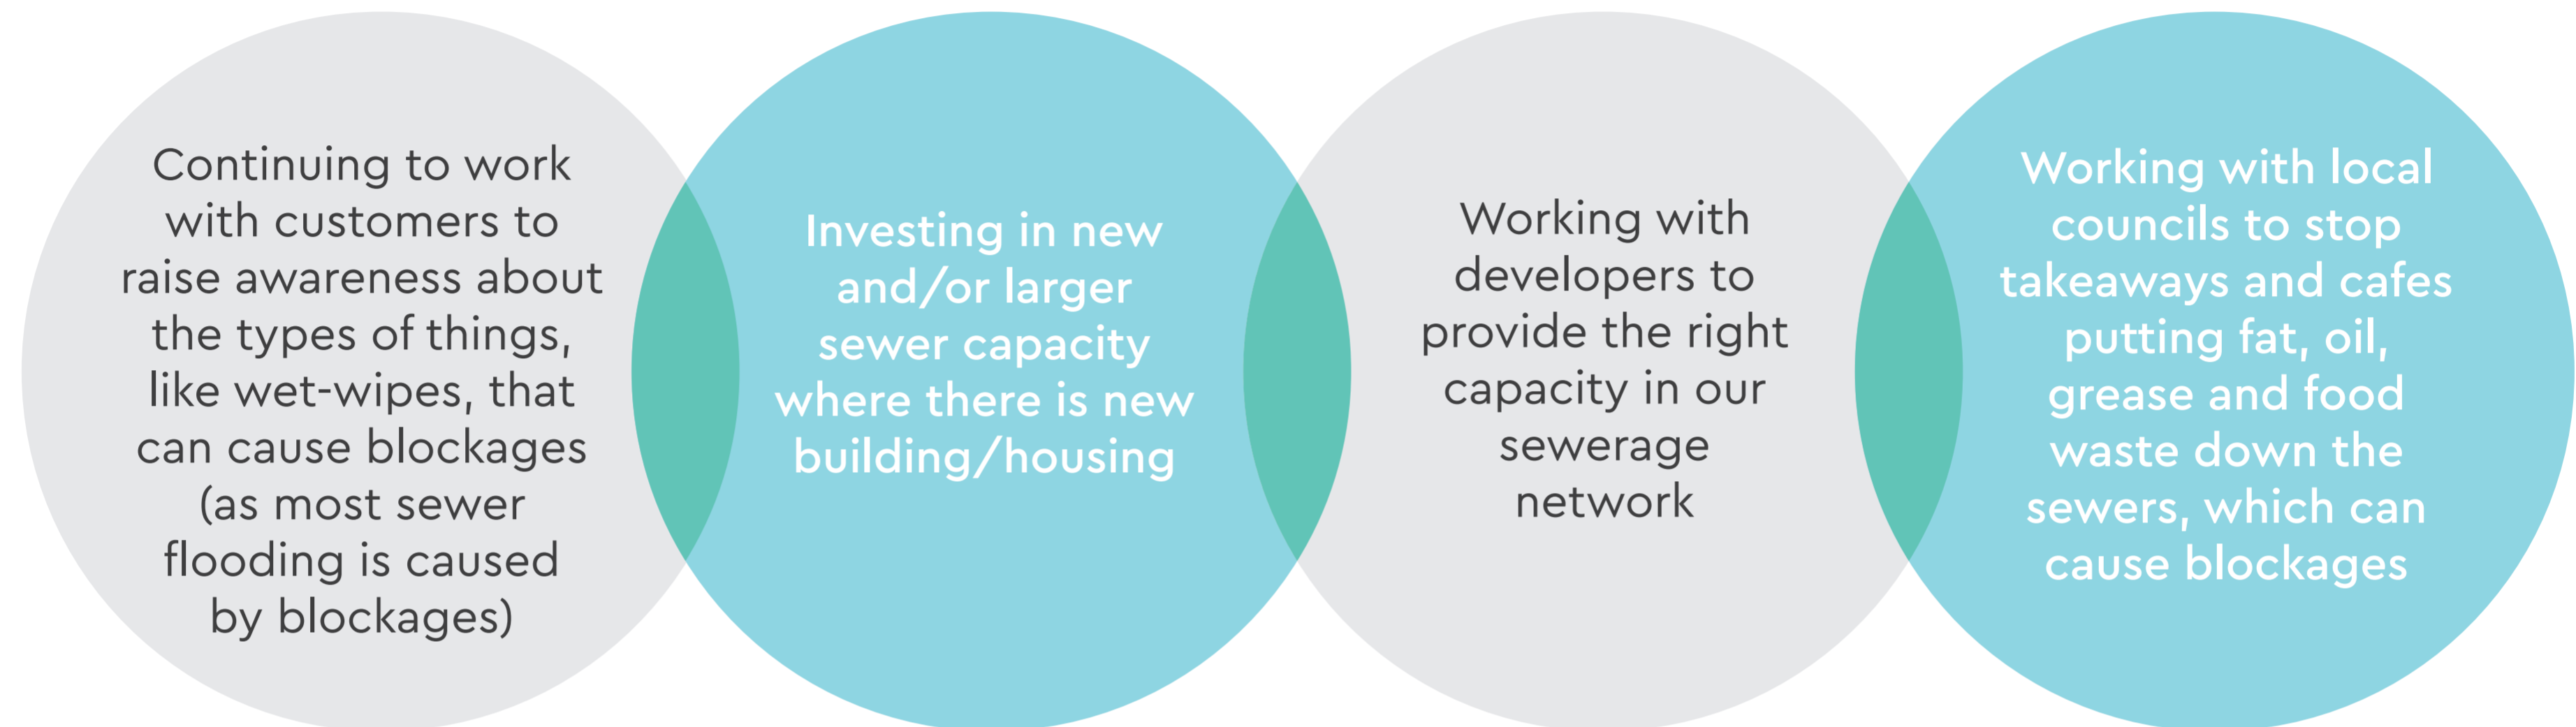 Continuing to work
with customers to
raise awareness about
the types of things,
like wet-wipes, that
can cause blockages
(as most sewer
flooding is caused
by blockages)
Investing in new
and/or larger
sewer capacity
where there is new
building/housing
Working with
developers to
provide the right
capacity in our
sewerage
network
Working with local
councils to stop
takeaways and cafes
putting fat, oil,
grease and food
waste down the
sewers, which can
cause blockages